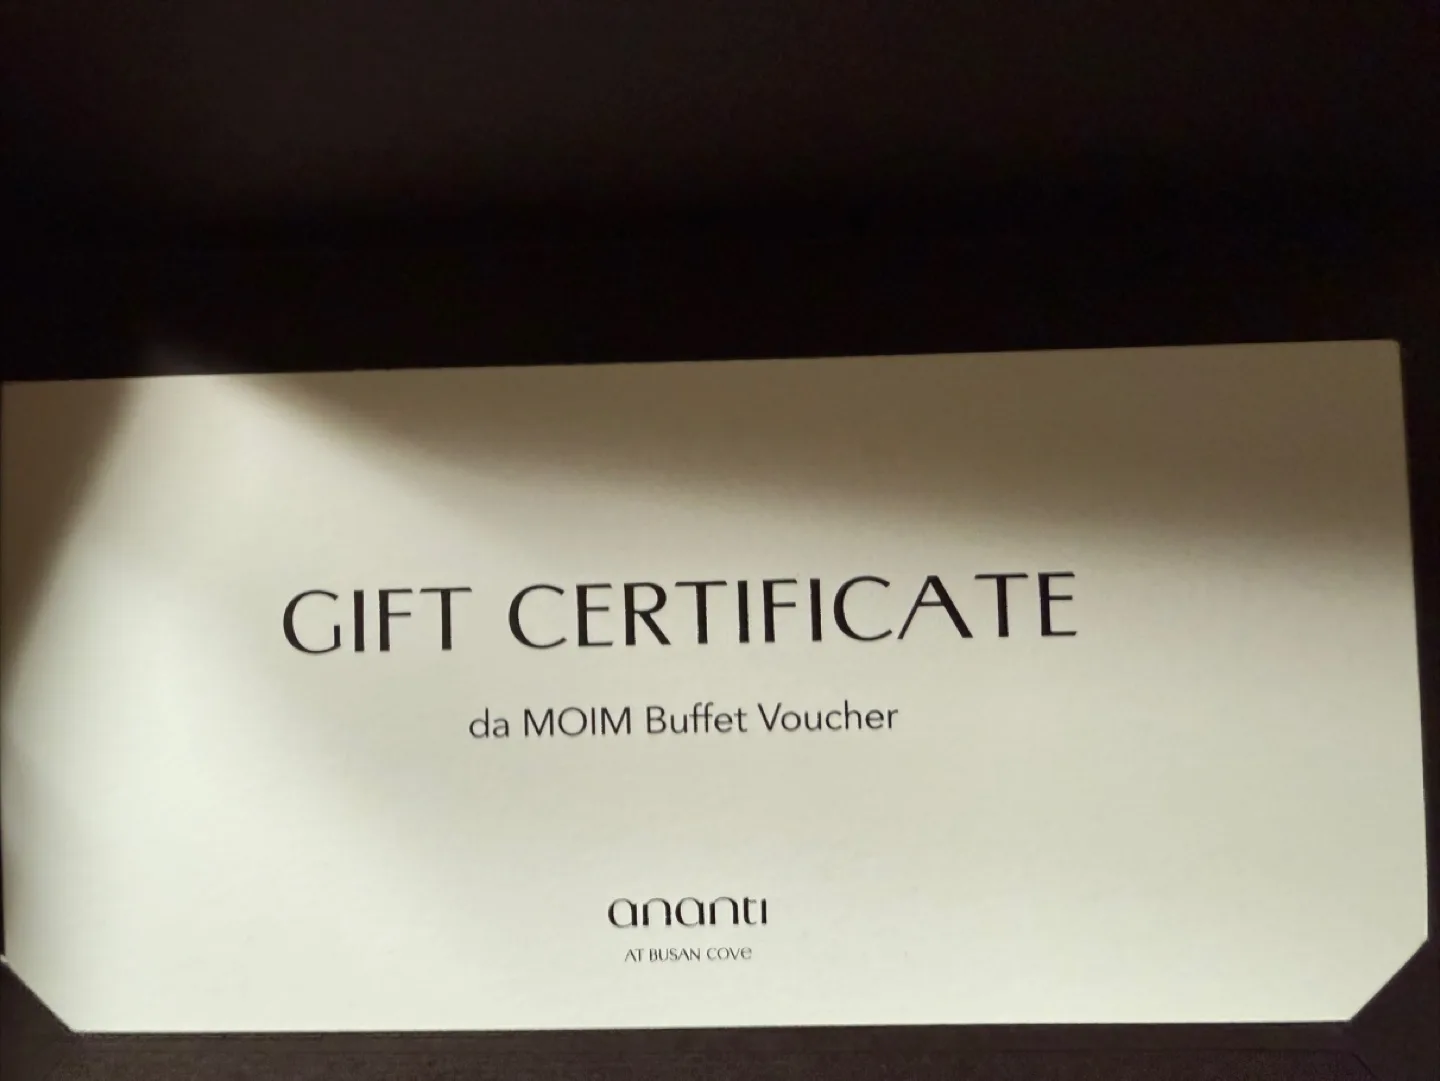 GIFT CERTIFICATE
da MOIM Buffet Voucher
ananti
AT BUSAN COVe